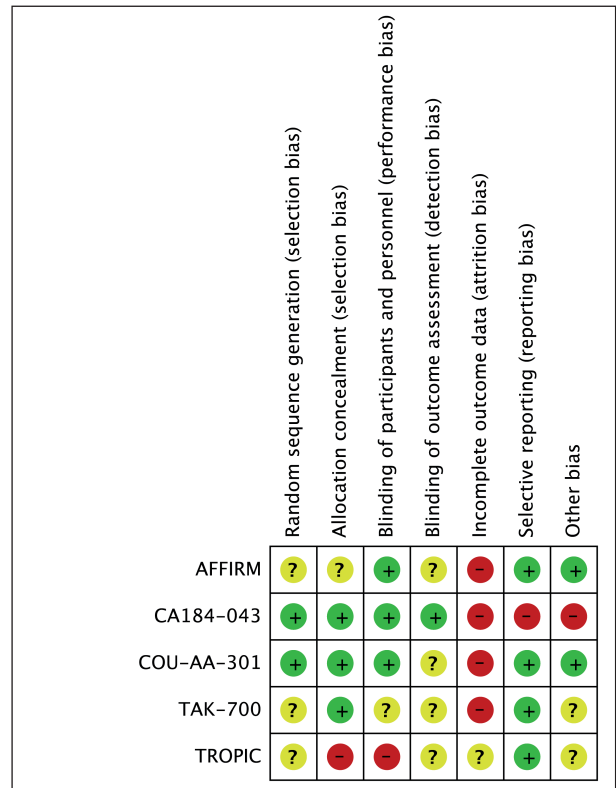 Random sequence generation (selection bias)
Allocation concealment (selection bias)
Blinding of participants and personnel (performance bias)
Blinding of outcome assessment (detection bias)
Incomplete outcome data (attrition bias)
Selective reporting (reporting bias)
Other bias
AFFIRM ? ? + ? - + +
CA184-043 + + + + - - -
COU-AA-301 + + + ? - + +
TAK-700 ? + ? ? - + ?
TROPIC ? - - ? ? + ?